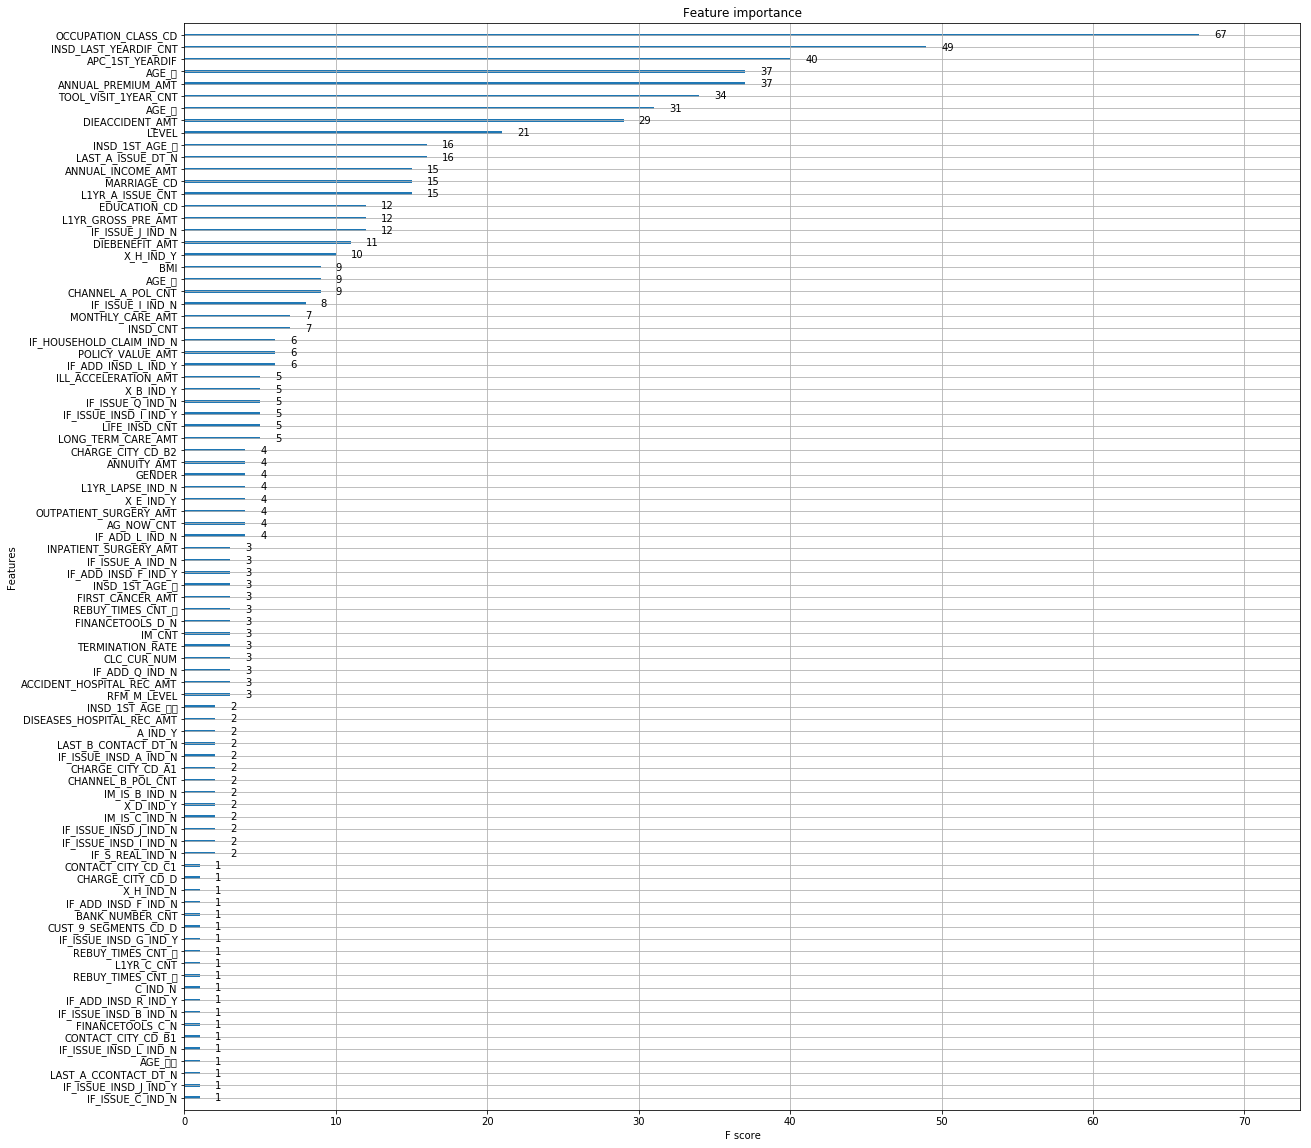 Feature importance
OCCUPATION_CLASS_CD 67
INSD_LAST_YEARDIF_CNT 49
APC_1ST_YEARDIF 40
AGE_ 37
ANNUAL_PREMIUM_AMT 37
TOOL_VISIT_1YEAR_CNT 34
AGE_ 31
DIEACCIDENT_AMT 29
LEVEL 21
INSD_1ST_AGE_ 16
LAST_A_ISSUE_DT_N 16
ANNUAL_INCOME_AMT 15
MARRIAGE_CD 15
L1YR_A_ISSUE_CNT 15
EDUCATION_CD 12
L1YR_GROSS_PRE_AMT 12
IF_ISSUE_J_IND_N 12
DIEBENEFIT_AMT 11
X_H_IND_Y 10
BMI 9
AGE_ 9
CHANNEL_A_POL_CNT 9
IF_ISSUE_I_IND_N 8
MONTHLY_CARE_AMT 7
INSD_CNT 7
IF_HOUSEHOLD_CLAIM_IND_N 6
POLICY_VALUE_AMT 6
IF_ADD_INSD_L_IND_Y 6
ILL_ACCELERATION_AMT 5
X_B_IND_Y 5
IF_ISSUE_Q_IND_N 5
IF_ISSUE_INSD_I_IND_Y 5
LIFE_INSD_CNT 5
LONG_TERM_CARE_AMT 5
CHARGE_CITY_CD_B2 4
ANNUITY_AMT 4
GENDER 4
L1YR_LAPSE_IND_N 4
X_E_IND_Y 4
OUTPATIENT_SURGERY_AMT 4
AG_NOW_CNT 4
IF_ADD_L_IND_N 4
INPATIENT_SURGERY_AMT 3
IF_ISSUE_A_IND_N 3
IF_ADD_INSD_F_IND_Y 3
INSD_1ST_AGE_ 3
FIRST_CANCER_AMT 3
REBUY_TIMES_CNT_ 3
FINANCETOOLS_D_N 3
IM_CNT 3
TERMINATION_RATE 3
CLC_CUR_NUM 3
IF_ADD_Q_IND_N 3
ACCIDENT_HOSPITAL_REC_AMT 3
RFM_M_LEVEL 3
INSD_1ST_AGE_ 2
DISEASES_HOSPITAL_REC_AMT 2
A_IND_Y 2
LAST_B_CONTACT_DT_N 2
IF_ISSUE_INSD_A_IND_N 2
CHARGE_CITY_CD_A1 2
CHANNEL_B_POL_CNT 2
IM_IS_B_IND_N 2
X_D_IND_Y 2
IM_IS_C_IND_N 2
IF_ISSUE_INSD_J_IND_N 2
IF_ISSUE_INSD_I_IND_N 2
IF_S_REAL_IND_N 2
CONTACT_CITY_CD_C1 1
CHARGE_CITY_CD_D 1
X_H_IND_N 1
IF_ADD_INSD_F_IND_N 1
BANK_NUMBER_CNT 1
CUST_9_SEGMENTS_CD_D 1
IF_ISSUE_INSD_G_IND_Y 1
REBUY_TIMES_CNT_ 1
L1YR_C_CNT 1
REBUY_TIMES_CNT_ 1
C_IND_N 1
IF_ADD_INSD_R_IND_Y 1
IF_ISSUE_INSD_B_IND_N 1
FINANCETOOLS_C_N 1
CONTACT_CITY_CD_B1 1
IF_ISSUE_INSD_L_IND_N 1
AGE_ 1
LAST_A_CCONTACT_DT_N 1
IF_ISSUE_INSD_J_IND_Y 1
IF_ISSUE_C_IND_N 1
Features
0 10 20 30 40 50 60 70
F score